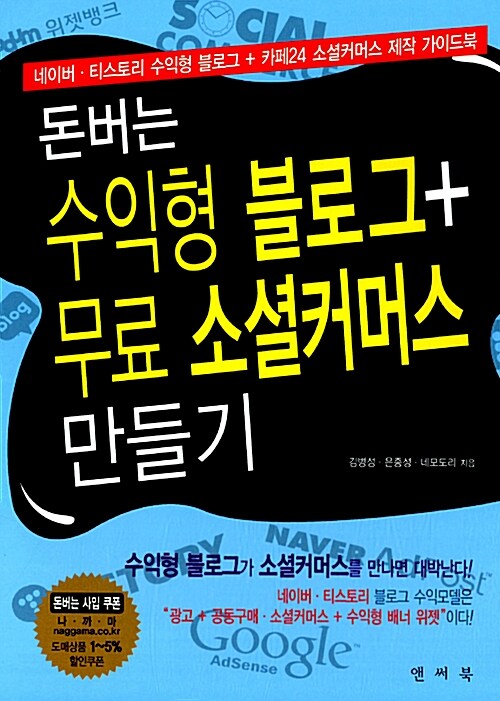 위젯뱅크
SOCIAL
네이버 · 티스토리 수익형 블로그 + 카페24 소셜커머스 제작 가이드북
돈버는
수익형 블로그+
무료 소셜커머스
만들기
blog
김병성 · 은종성 · 네모도리 지음
NAVER
수익형 블로그가 소셜커머스를 만나면 대박난다!
네이버 · 티스토리 블로그 수익모델은
“광고 + 공동구매 · 소셜커머스 + 수익형 배너 위젯”이다!
돈버는 사입 쿠폰
나 · 까 · 마
naggama.co.kr
도매상품 1~5%
할인쿠폰
Google™
AdSense
앤써북